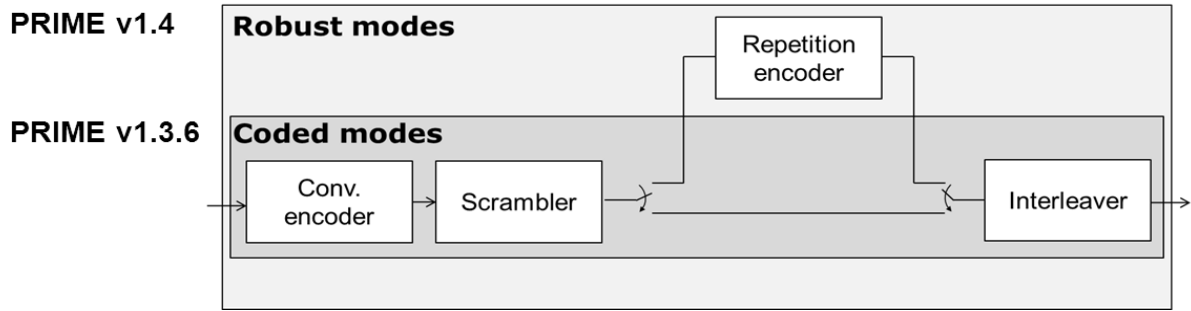 PRIME v1.4
Robust modes
Repetition
encoder
PRIME v1.3.6
Coded modes
Conv.
encoder
Scrambler
Interleaver